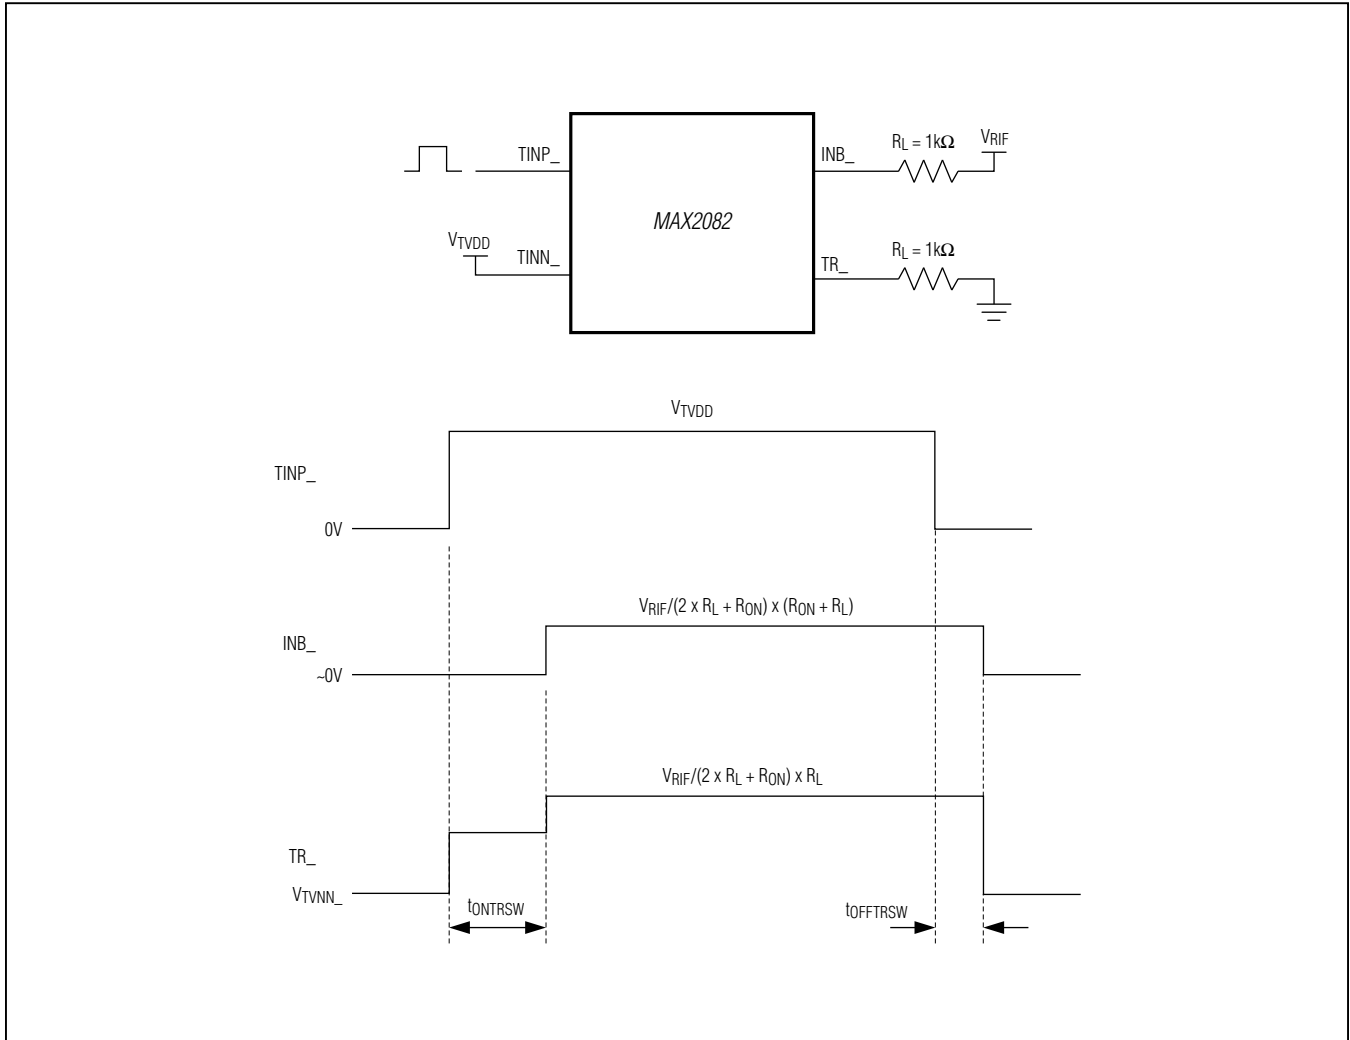 TINP_
INB_
RL = 1kΩ
VRIF
MAX2082
VTVDD
TINN_
TR_
RL = 1kΩ
VTVDD
TINP_
0V
VRIF/(2 x RL + RON) x (RON + RL)
INB_
~0V
VRIF/(2 x RL + RON) x RL
TR_
VTVNN_
tONTRSW
tOFFTRSW